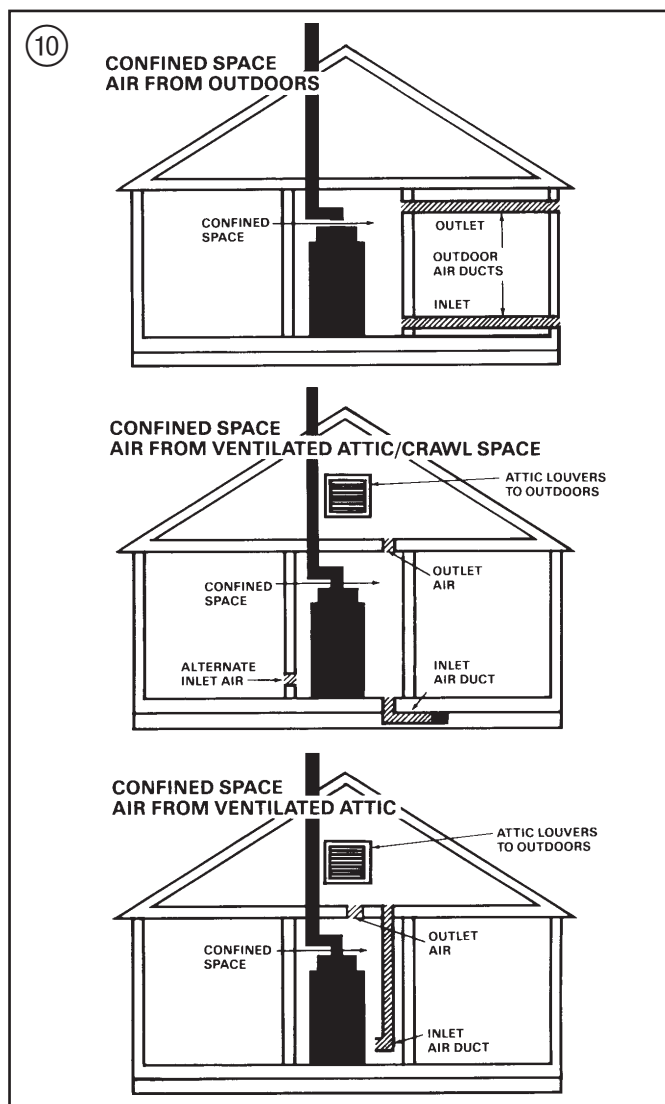 10
CONFINED SPACE
AIR FROM OUTDOORS
CONFINED
SPACE
OUTLET
OUTDOOR
AIR DUCTS
INLET
CONFINED SPACE
AIR FROM VENTILATED ATTIC/CRAWL SPACE
ATTIC LOUVERS
TO OUTDOORS
OUTLET
AIR
CONFINED
SPACE
ALTERNATE
INLET AIR
INLET
AIR DUCT
CONFINED SPACE
AIR FROM VENTILATED ATTIC
ATTIC LOUVERS
TO OUTDOORS
OUTLET
AIR
CONFINED
SPACE
INLET
AIR DUCT